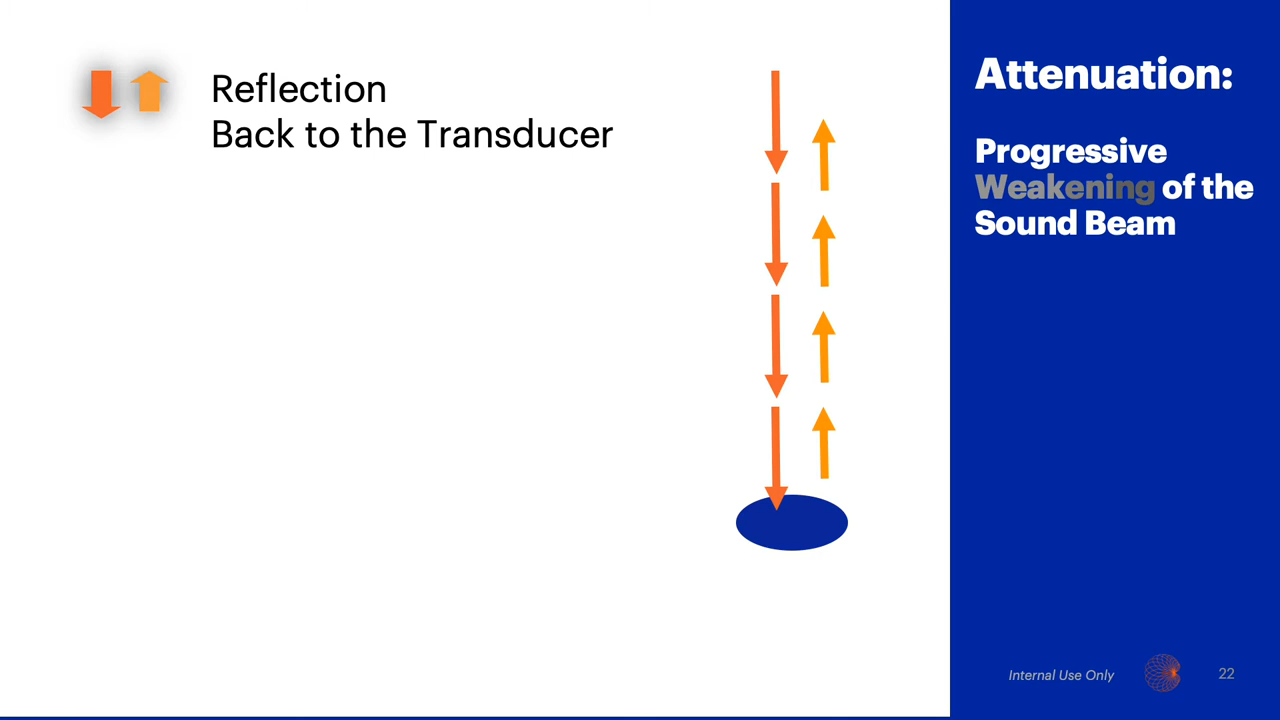 Reflection
Back to the Transducer
Attenuation:
Progressive
Weakening of the
Sound Beam
Internal Use Only
22